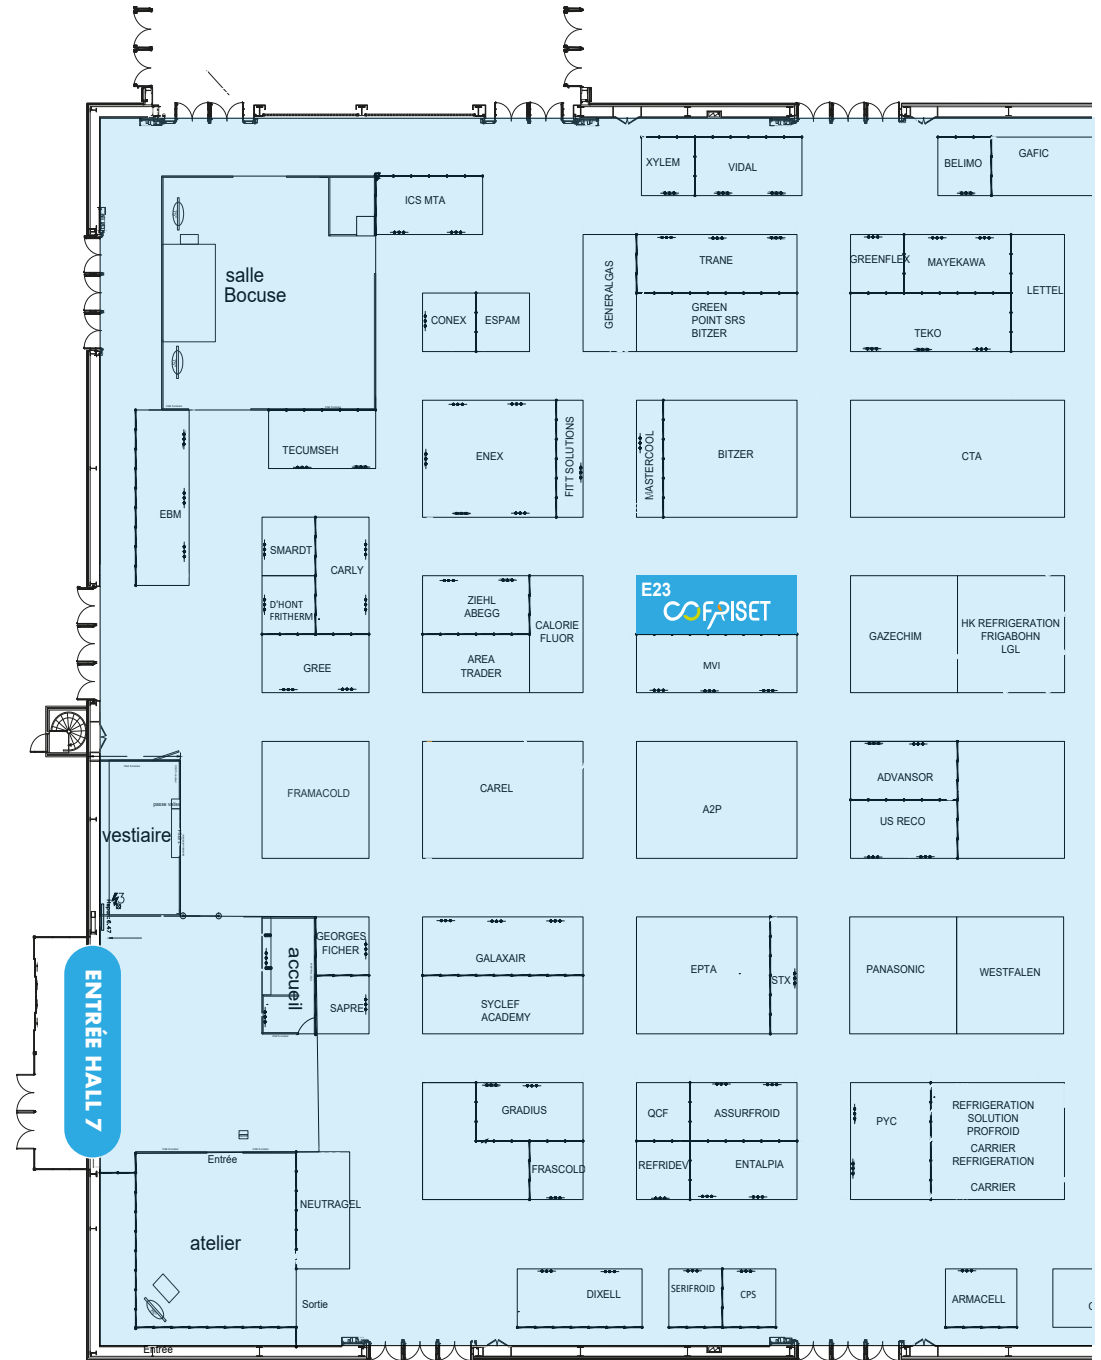 XYLEM
VIDAL
BELIMO
GAFIC
ICS MTA
salle
Bocuse
GENERALGAS
TRANE
GREEN
POINT SRS
BITZER
GREENFLEX
MAYEKAWA
LETTEL
TEKO
CONEX
ESPAM
TECUMSEH
EBM
ENEX
FITT SOLUTIONS
MASTERCOOL
BITZER
CTA
SMARDT
CARLY
D'HONT
FRITHERM
GREE
ZIEHL
ABEGG
CALORIE
FLUOR
AREA
TRADER
E23
COFRISET
MVI
GAZECHIM
HK REFRIGERATION
FRIGABOHN
LGL
FRAMACOLD
CAREL
A2P
ADVANSOR
US RECO
vestiaire
ENTRÉE HALL 7
accueil
GEORGES
FICHER
SAPRE
GALAXAIR
SYCLEF
ACADEMY
EPTA
STX
PANASONIC
WESTFALEN
GRADIUS
FRASCOLD
QCF
ASSURFROID
REFRIDEV
ENTALPIA
PYC
REFRIGERATION
SOLUTION
PROFROID
CARRIER
REFRIGERATION
CARRIER
Entrée
NEUTRAGEL
atelier
Sortie
Entrée
DIXELL
SERIFROID
CPS
ARMACELL